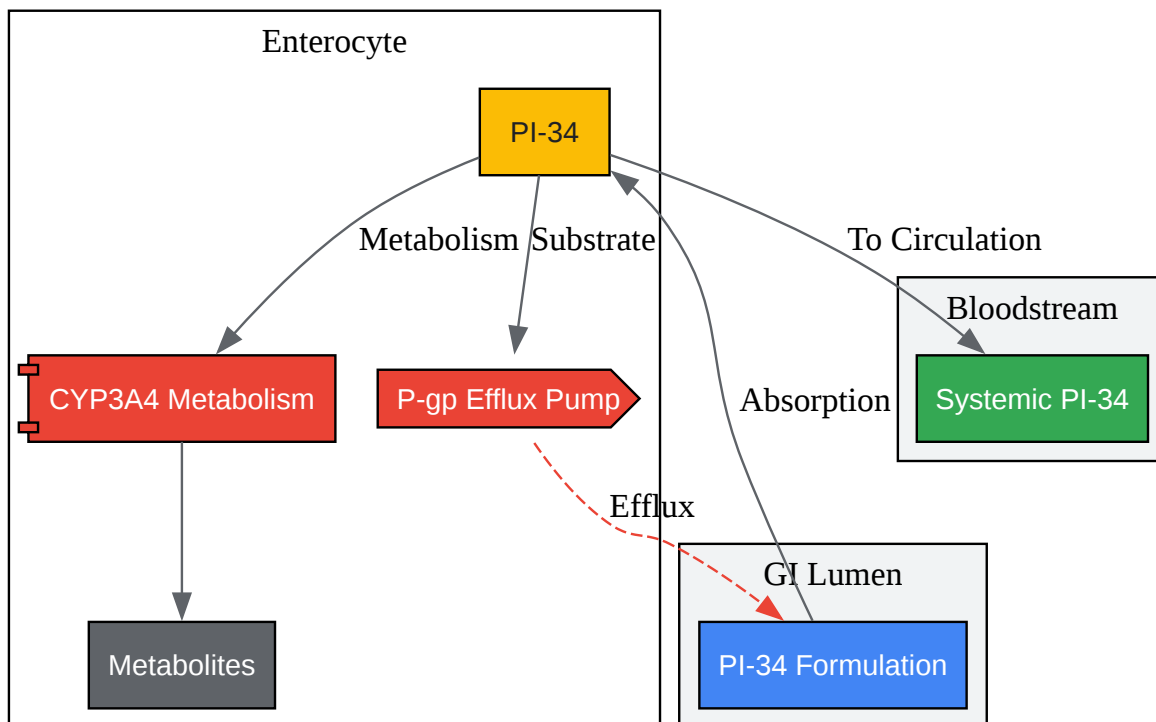 Enterocyte
PI-34
Metabolism
Substrate
To Circulation
Bloodstream
CYP3A4 Metabolism
P-gp Efflux Pump
Absorption
Systemic PI-34
Efflux
GI Lumen
Metabolites
PI-34 Formulation